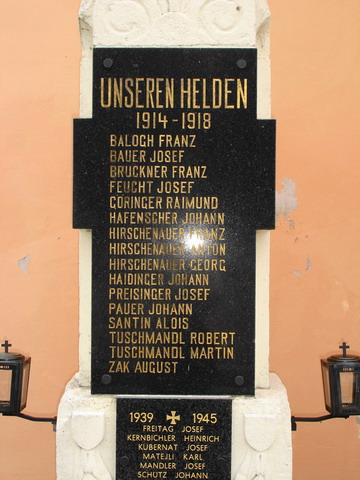 UNSEREN HELDEN
1914-1918
BALOGH FRANZ
BAUER JOSEF
BRUCKNER FRANZ
FEUCHT JOSEF
GÖRINGER RAIMUND
HAFENSCHER JOHANN
HIRSCHENAUER FRANZ
HIRSCHENAUER ANTON
HIRSCHENAUER GEORG
HAIDINGER JOHANN
PREISINGER JOSEF
PAUER JOHANN
SANTIN ALOIS
TUSCHMANDL ROBERT
TUSCHMANDL MARTIN
ZAK AUGUST
1939 1945
FREITAG JOSEF
KERNBICHLER HEINRICH
KUBERNAT JOSEF
MATEJLI KARL
MANDLER JOSEF
SCHÜTZ JOHANN